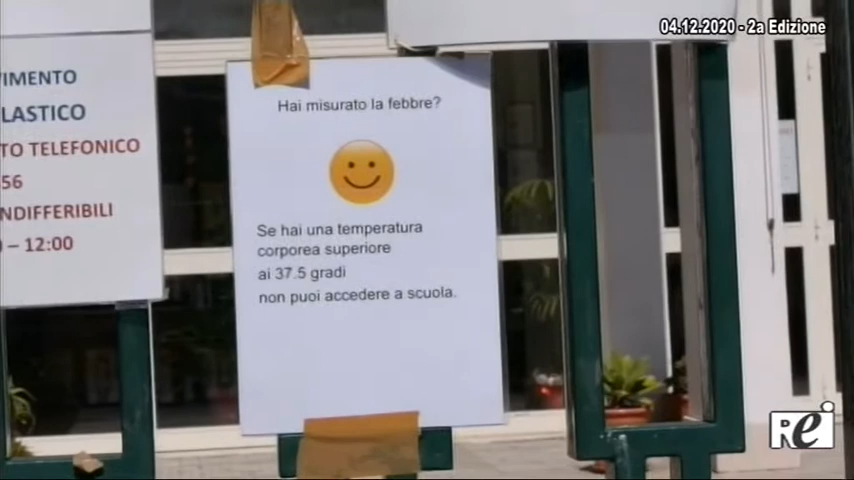 04.12.2020 - 2a Edizione
VIMENTO
LASTICO
TO TELEFONICO
56
NDIFFERIBILI
– 12:00
Hai misurato la febbre?
Se hai una temperatura
corporea superiore
ai 37.5 gradi
non puoi accedere a scuola.
Rei